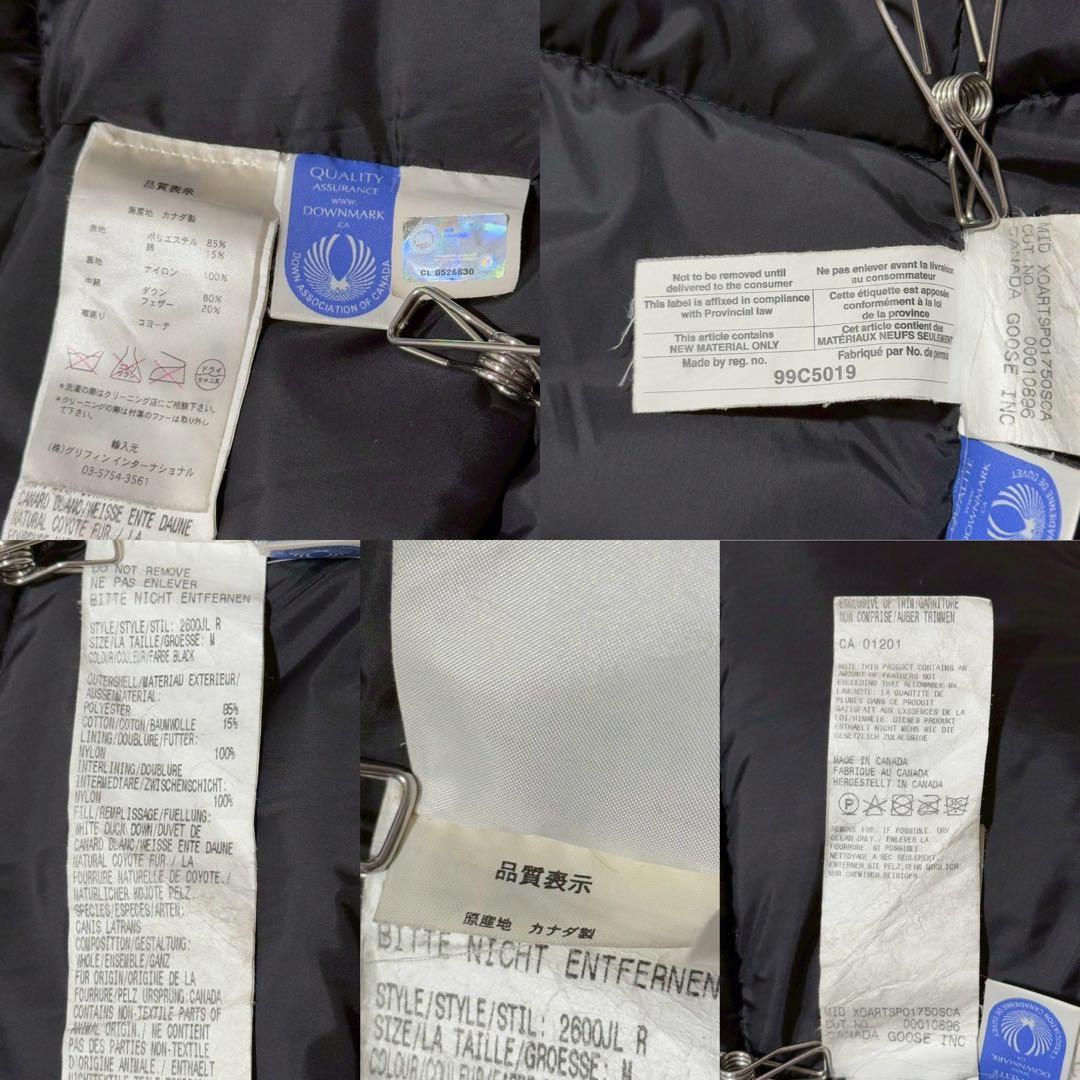 品質表示
原産地 カナダ製
表地 ポリエステル 85%
綿 15%
裏地 ナイロン 100%
中綿 ダウン 80%
フェザー 20%
縁送り コヨーテ
ドライ
セキユ系
*洗濯の際はクリーニング店にご相談下さい。
*クリーニングの際は付属のファーは取り外し
て下さい。
輸入元
(株)グリフィン インターナショナル
03-5754-3561
CANARD BLANC/WEISSE ENTE DAUNE
NATURAL COYOTE FUR / LA
QUALITY
ASSURANCE
www.
DOWNMARK
.CA
DOWN ASSOCIATION OF CANADA
CL 0526630
Not to be removed until
delivered to the consumer
Ne pas enlever avant la livraison
au consommateur
This label is affixed in compliance
with Provincial law
Cette étiquette est apposée
conformément à la loi
de la province
This article contains
NEW MATERIAL ONLY
Cet article contient des
MATÉRIAUX NEUFS SEULEMENT
Made by reg. no.
Fabriqué par No. de permis
99C5019
MID XOARTSP01750SCA
CUT NO. 00010896
CANADA GOOSE INC
QUALITE
DOWNMARK
.CA
DO NOT REMOVE
NE PAS ENLEVER
BITTE NICHT ENTFERNEN
STYLE/STYLE/STIL: 2600JL R
SIZE/LA TAILLE/GROESSE: M
COLOUR/COULEUR/FARBE BLACK
OUTERSHELL/MATERIAU EXTERIEUR/
AUSSENMATERIAL:
POLYESTER 85%
COTTON/COTON/BAUMWOLLE 15%
LINING/DOUBLURE/FUTTER:
NYLON 100%
INTERLINING/DOUBLURE
INTERMEDIARE/ZWISCHENSCHICHT:
NYLON 100%
FILL/REMPLISSAGE/FUELLUNG:
WHITE DUCK DOWN/DUVET DE
CANARD BLANC/WEISSE ENTE DAUNE
NATURAL COYOTE FUR / LA
FOURRURE NATURELLE DE COYOTE./
NATURLICHER KOJOTE PELZ
SPECIES/ESPECES/ARTEN:
CANIS LATRANS
COMPOSITION/GESTALTUNG:
WHOLE/ENSEMBLE/GANZ
FUR ORIGIN/ORIGINE DE LA
FOURRURE/PELZ URSPRUNG:CANADA
CONTAINS NON-TEXTILE PARTS OF
ANIMAL ORIGIN./ NE CONTIENT
PAS DES PARTIES NON-TEXTILE
D'ORIGINE ANIMALE./ ENTHAELT
品質表示
原産地 カナダ製
BITTE NICHT ENTFERNEN
STYLE/STYLE/STIL: 2600JL R
SIZE/LA TAILLE/GROESSE: M
COLOUR/COULEUR/FARBE BLACK
EXCLUSIVE OF TRIM/GARNITURE
NON COMPRISE/AUßER TRIMMEN
CA 01201
NOTE:THIS PRODUCT CONTAINS AN
AMOUNT OF FEATHERS NOT
EXCEEDING THAT ALLOWABLE BY
LAW/NOTE: LA QUANTITE DE
PLUMES DANS CE PRODUIT
SATISFAIT AUX EXIGENCES DE LA
LOI/HINWEIS: DIESES PRODUKT
ENTHAELT NICHT MEHR WIE DIE
GESETZLICH ZULAESSIGE
MADE IN CANADA
FABRIQUE AU CANADA
HERGESTELLT IN CANADA
REMOVE FUR, IF POSSIBLE. DRY
CLEAN ONLY./ ENLEVER LA
FOURRURE, SI POSSIBLE
NETTOYAGE A SEC SEULEMENT./
ENTFERNEN SIE PELZ,WENN MOGLICH
NUR CHEMISCH REINIGEN.
MID XOARTSP01750SCA
CUT NO. 00010896
CANADA GOOSE INC